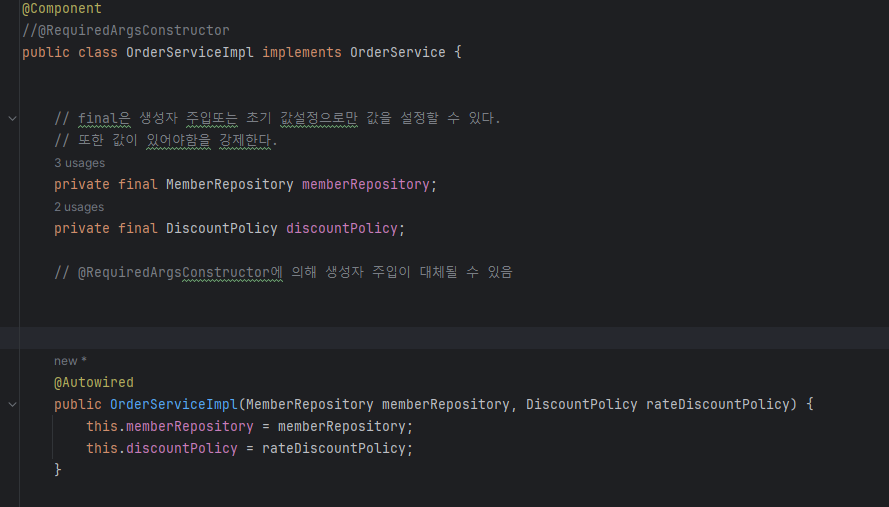 @Component
//@RequiredArgsConstructor
public class OrderServiceImpl implements OrderService {
// final은 생성자 주입또는 초기 값설정으로만 값을 설정할 수 있다.
// 또한 값이 있어야함을 강제한다.
3 usages
private final MemberRepository memberRepository;
2 usages
private final DiscountPolicy discountPolicy;
// @RequiredArgsConstructor에 의해 생성자 주입이 대체될 수 있음
new *
@Autowired
public OrderServiceImpl(MemberRepository memberRepository, DiscountPolicy rateDiscountPolicy) {
this.memberRepository = memberRepository;
this.discountPolicy = rateDiscountPolicy;
}